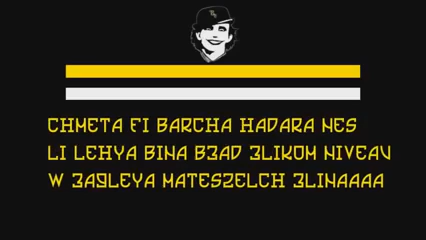 CHMETA FI BARCHA HADARA NES
LI LEHYA BINA B3AD 3LIKOM NIVEAU
W 3A9LEYA MATESZELCH 3LINAAAA